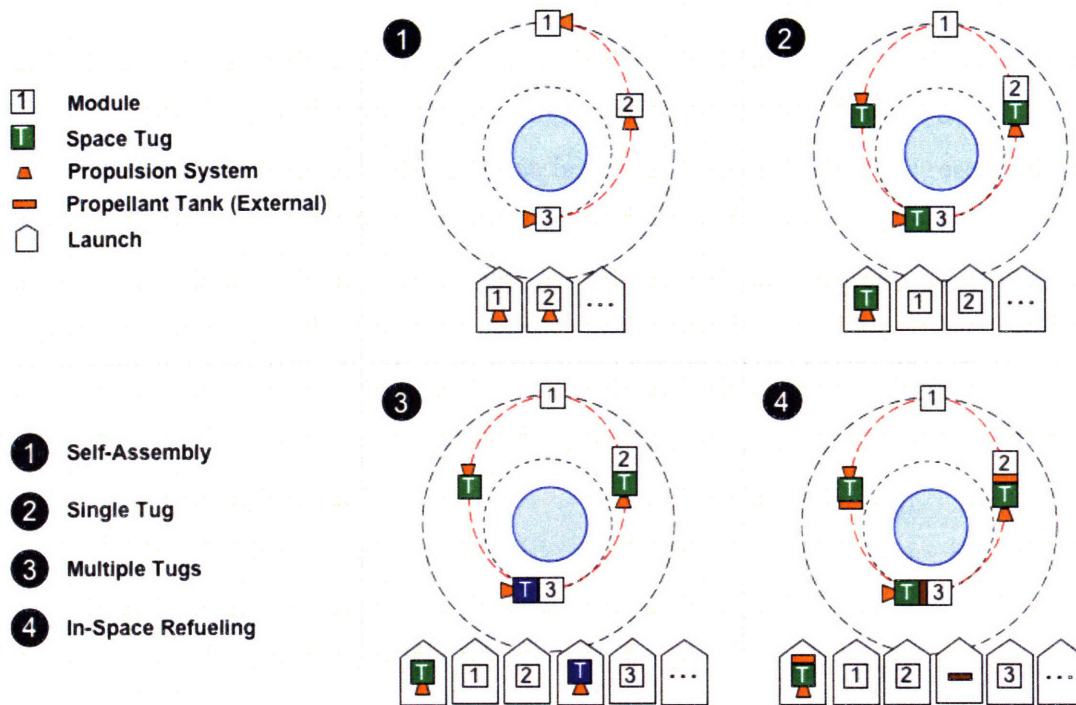 1 Module
T Space Tug
Propulsion System
Propellant Tank (External)
Launch
1 Self-Assembly
2 Single Tug
3 Multiple Tugs
4 In-Space Refueling
1
1
2
3
1 2 ...
2
1
2
T T
T 3
T 1 2 ...
3
1
2
T T
T 3
T 1 2 T 3 ...
4
1
2
T T
T 3
T 1 2 3 ...